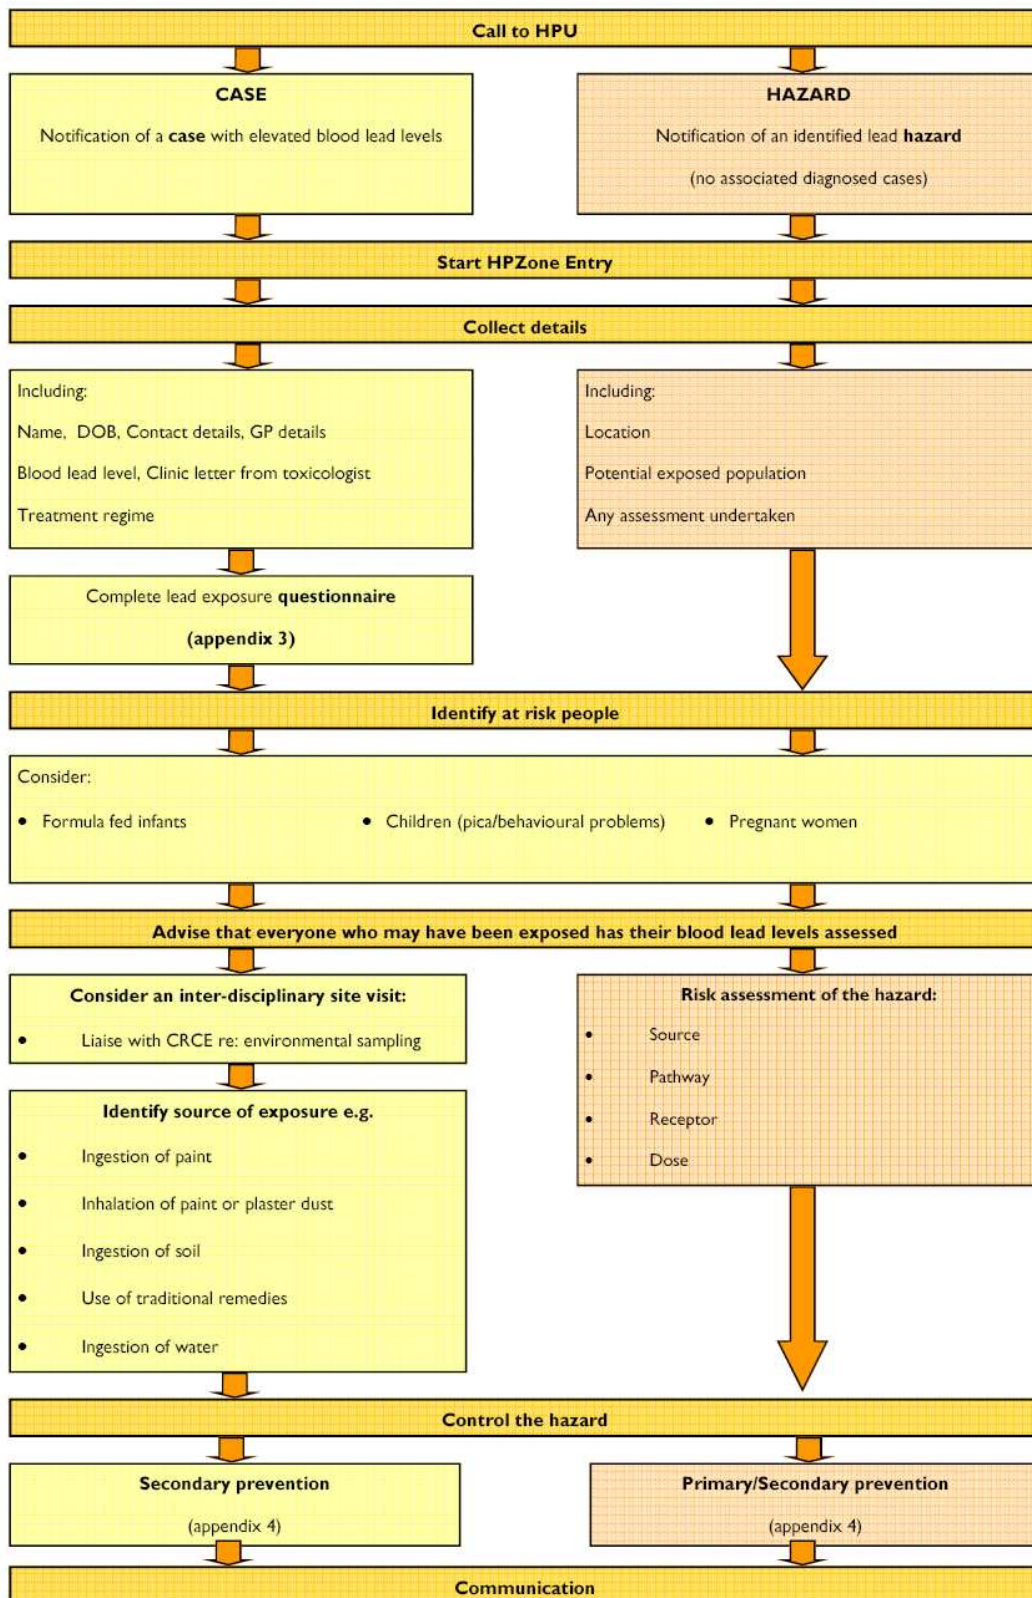 Call to HPU
CASE
Notification of a case with elevated blood lead levels
HAZARD
Notification of an identified lead hazard
(no associated diagnosed cases)
Start HPZone Entry
Collect details
Including:
Name, DOB, Contact details, GP details
Blood lead level, Clinic letter from toxicologist
Treatment regime
Including:
Location
Potential exposed population
Any assessment undertaken
Complete lead exposure questionnaire
(appendix 3)
Identify at risk people
Consider:
• Formula fed infants
• Children (pica/behavioural problems)
• Pregnant women
Advise that everyone who may have been exposed has their blood lead levels assessed
Consider an inter-disciplinary site visit:
• Liaise with CRCE re: environmental sampling
Risk assessment of the hazard:
• Source
• Pathway
• Receptor
• Dose
Identify source of exposure e.g.
• Ingestion of paint
• Inhalation of paint or plaster dust
• Ingestion of soil
• Use of traditional remedies
• Ingestion of water
Control the hazard
Secondary prevention
(appendix 4)
Primary/Secondary prevention
(appendix 4)
Communication